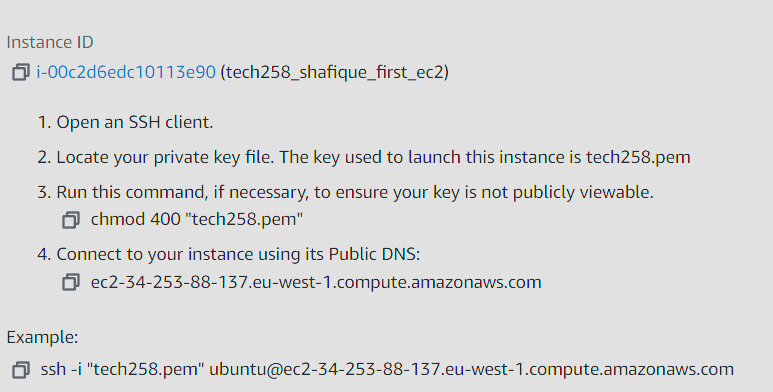 Instance ID
i-00c2d6edc10113e90 (tech258_shafique_first_ec2)
1. Open an SSH client.
2. Locate your private key file. The key used to launch this instance is tech258.pem
3. Run this command, if necessary, to ensure your key is not publicly viewable.
chmod 400 "tech258.pem"
4. Connect to your instance using its Public DNS:
ec2-34-253-88-137.eu-west-1.compute.amazonaws.com
Example:
ssh -i "tech258.pem" ubuntu@ec2-34-253-88-137.eu-west-1.compute.amazonaws.com